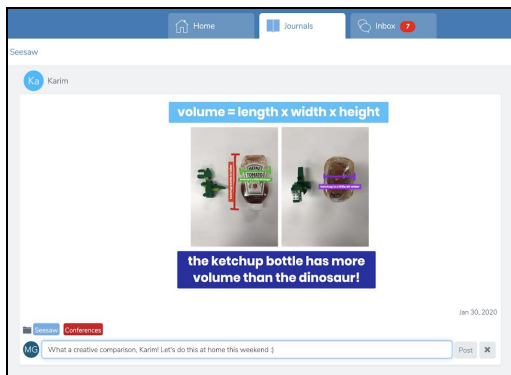 Home
Journals
Inbox 7
Seesaw
Ka Karim
volume = length x width x height
TOMATO
the ketchup bottle has more
volume than the dinosaur!
Jan 30, 2020
Seesaw Conferences
MG What a creative comparison, Karim! Let's do this at home this weekend :)
Post